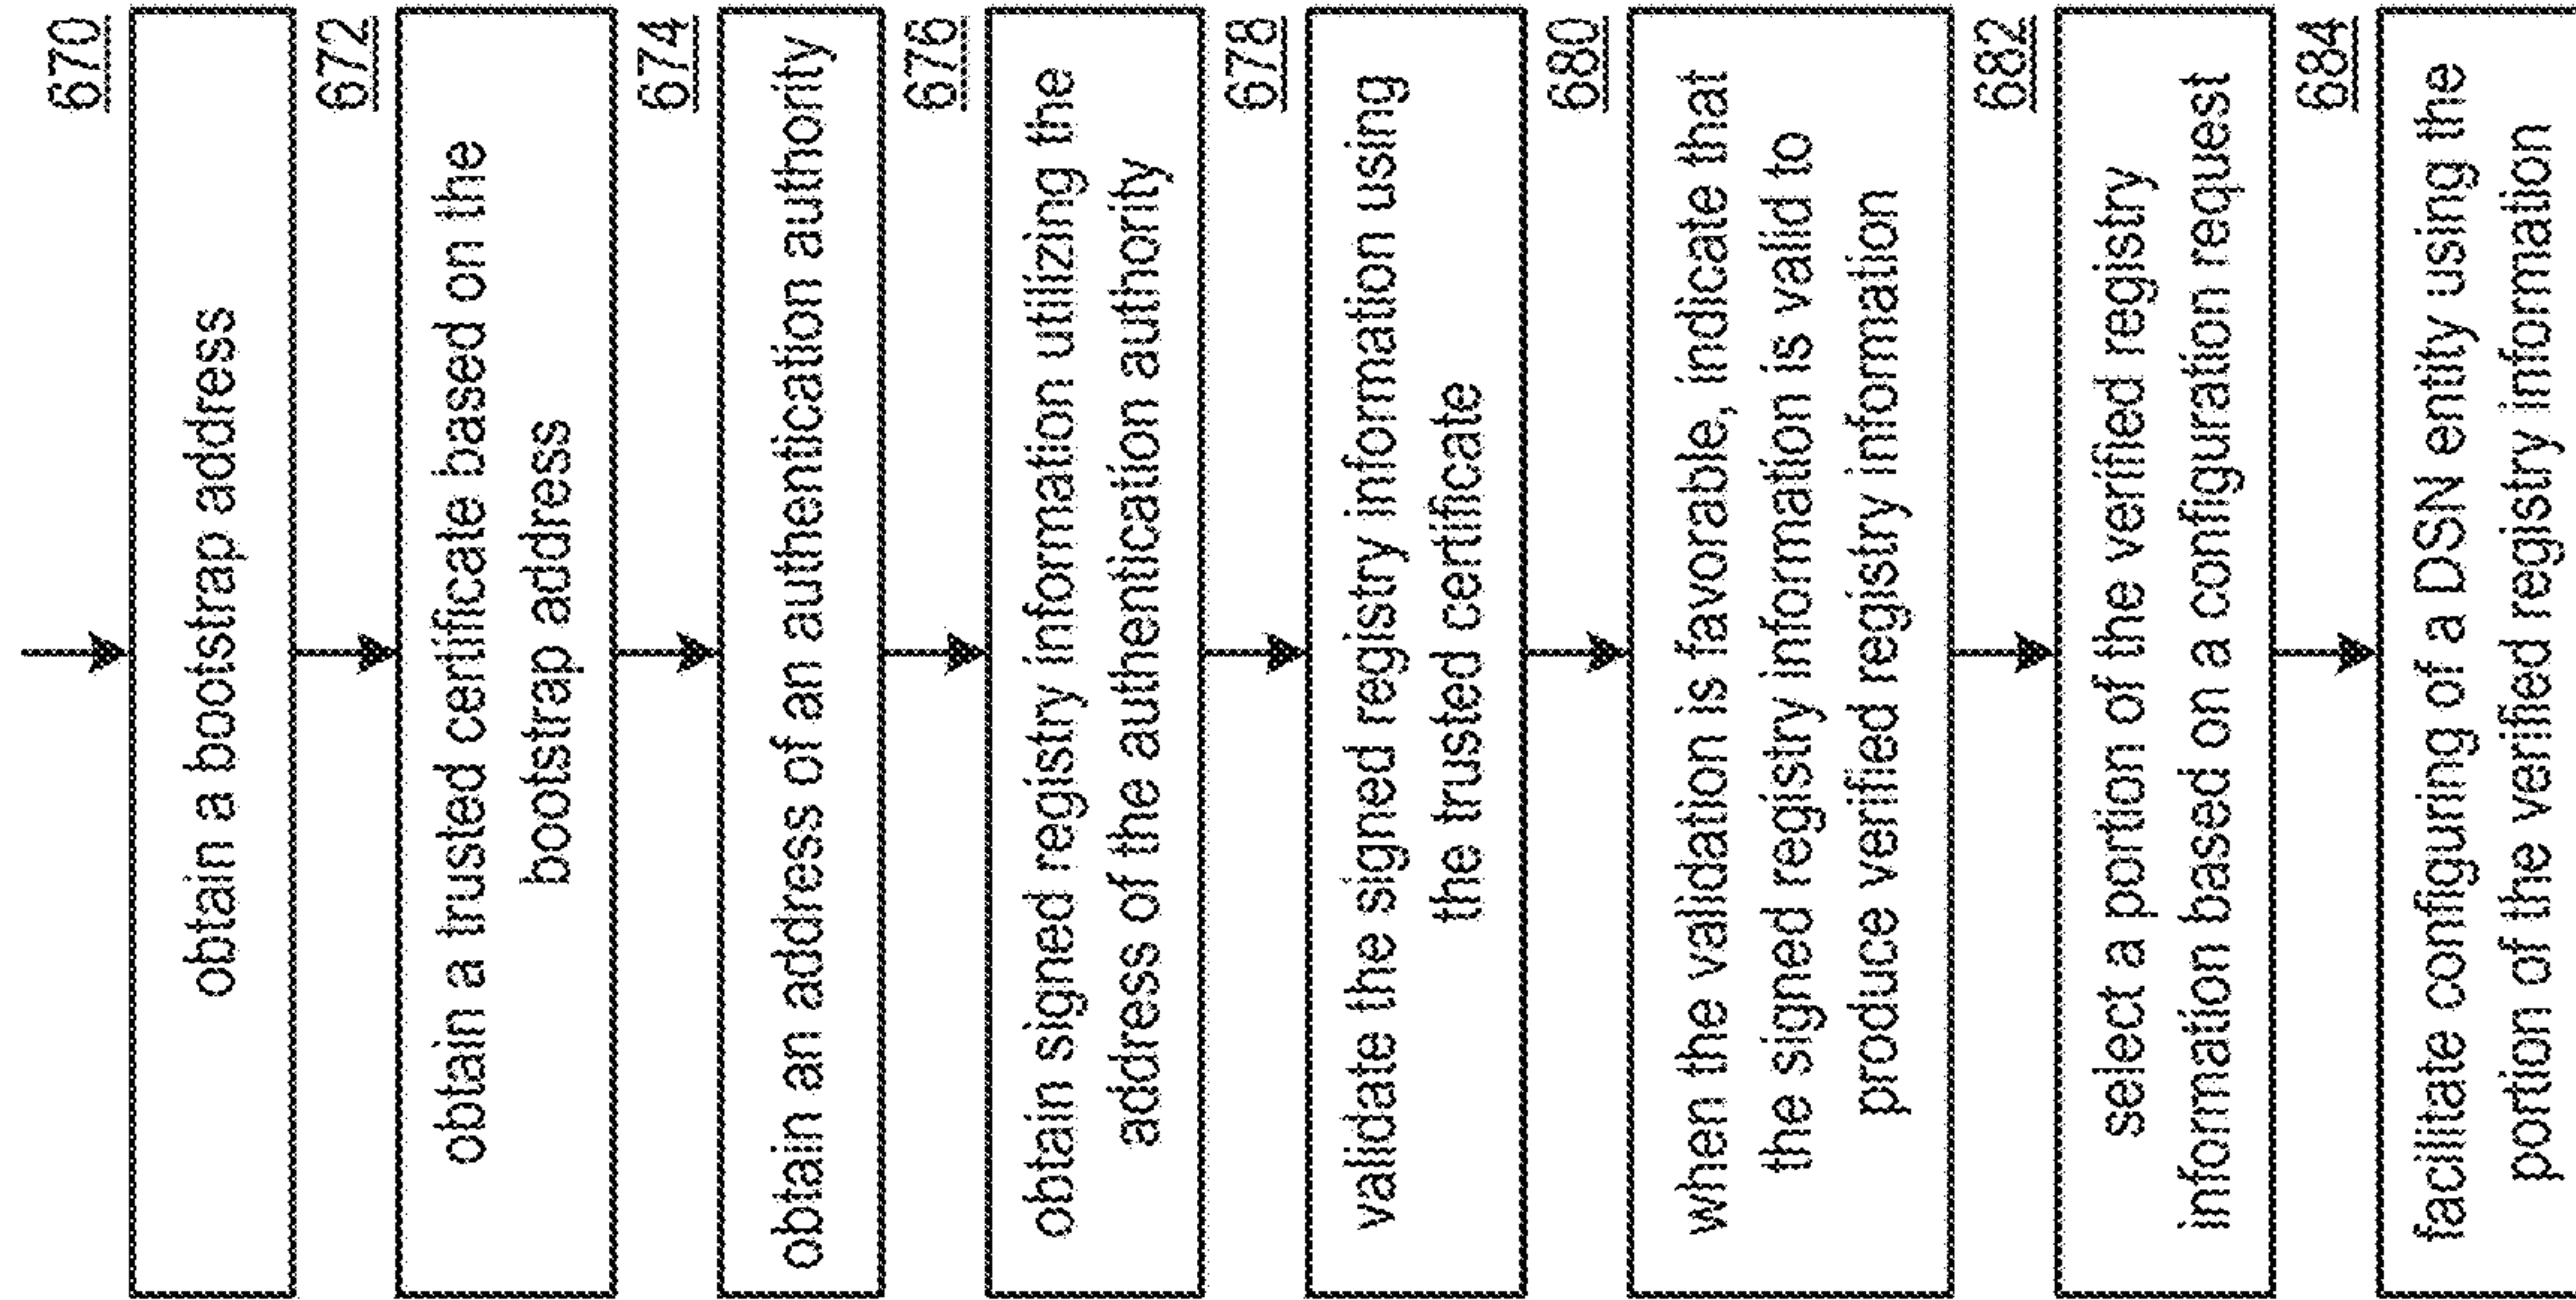 670
obtain a bootstrap address
672
obtain a trusted certificate based on the
bootstrap address
674
obtain an address of an authentication authority
676
obtain signed registry information utilizing the
address of the authentication authority
678
validate the signed registry information using
the trusted certificate
680
when the validation is favorable, indicate that
the signed registry information is valid to
produce verified registry information
682
select a portion of the verified registry
information based on a configuration request
684
facilitate configuring of a DSN entity using the
portion of the verified registry information